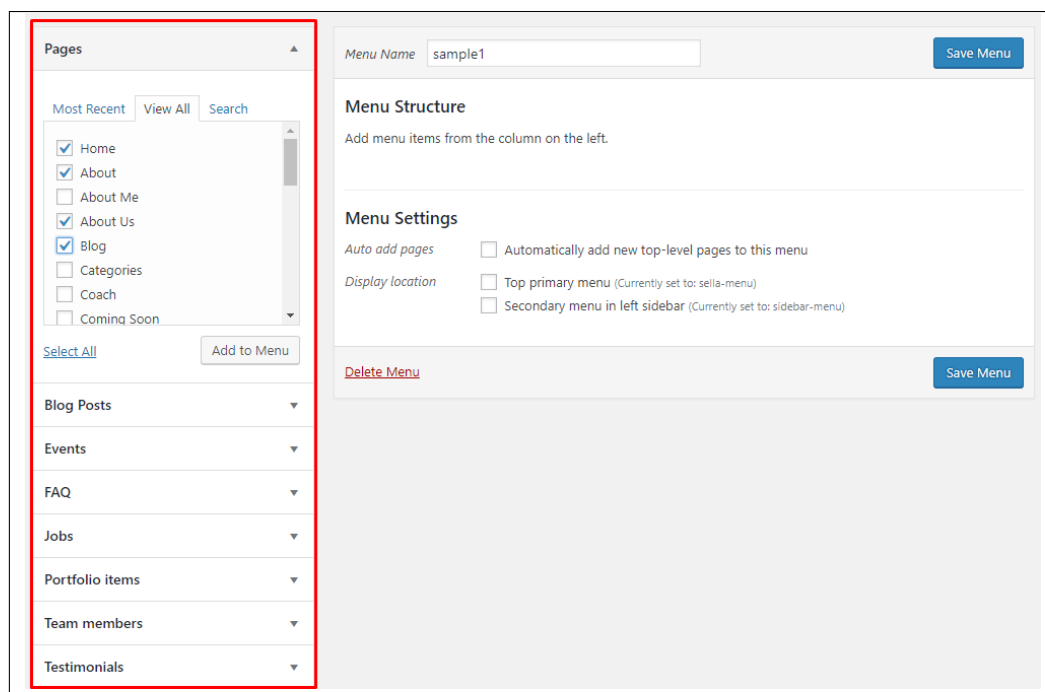 Pages
Most Recent View All Search
Home
About
About Me
About Us
Blog
Categories
Coach
Coming Soon
Select All Add to Menu
Blog Posts
Events
FAQ
Jobs
Portfolio items
Team members
Testimonials
Menu Name sample1 Save Menu
Menu Structure
Add menu items from the column on the left.
Menu Settings
Auto add pages Automatically add new top-level pages to this menu
Display location Top primary menu (Currently set to: sella-menu)
Secondary menu in left sidebar (Currently set to: sidebar-menu)
Delete Menu Save Menu